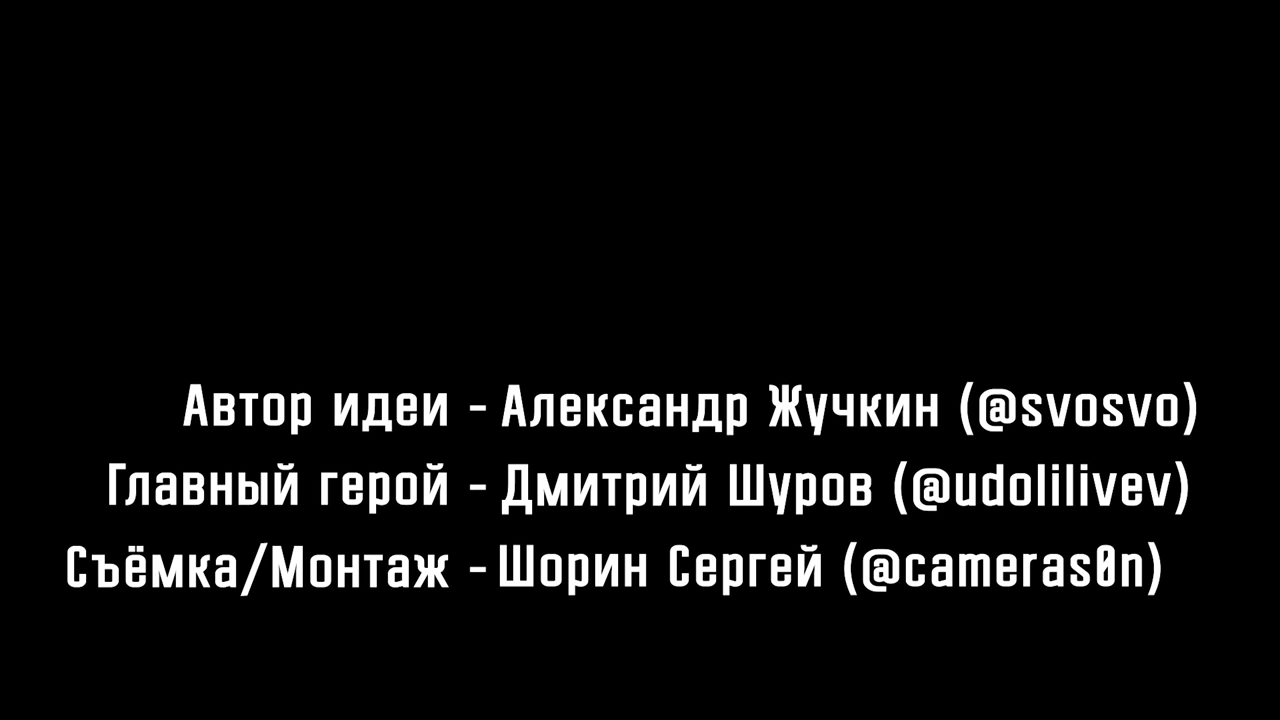 Автор идеи - Александр Жучкин (@svosvo)
Главный герой - Дмитрий Шуров (@udolilivev)
Съёмка/Монтаж - Шорин Сергей (@cameras0n)